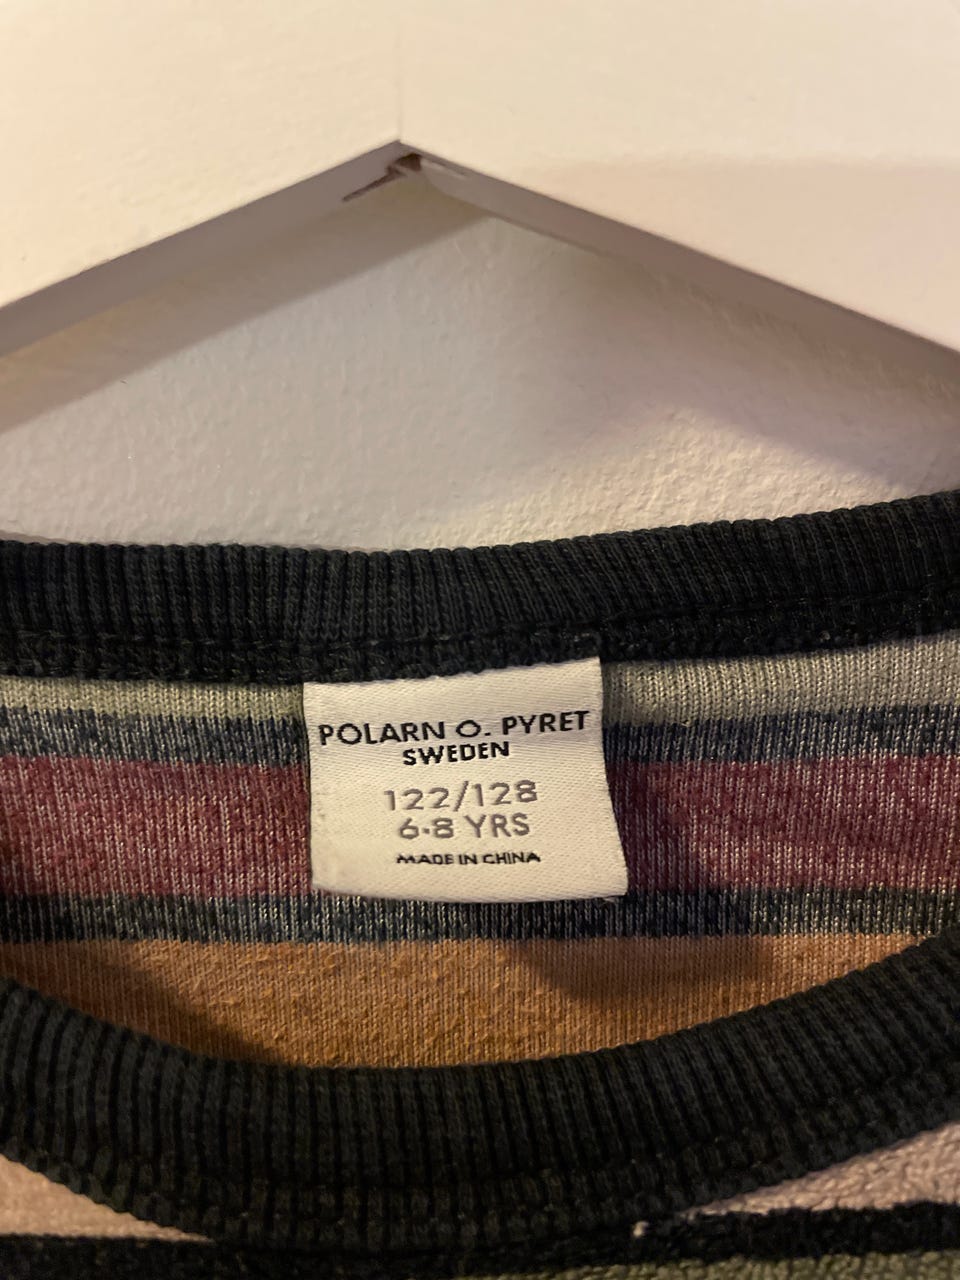 POLARN O. PYRET
SWEDEN
122/128
6-8 YRS
MADE IN CHINA